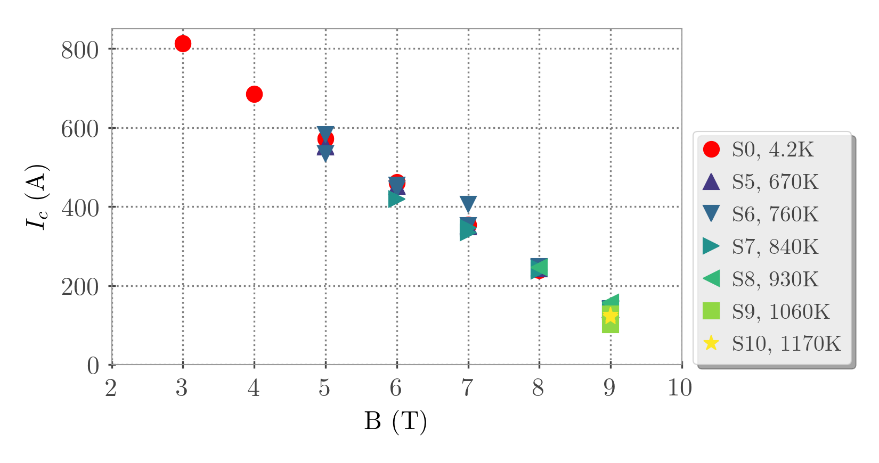 800
600
400
200
0
2 3 4 5 6 7 8 9 10
I_c (A)
B (T)
S0, 4.2K
S5, 670K
S6, 760K
S7, 840K
S8, 930K
S9, 1060K
S10, 1170K